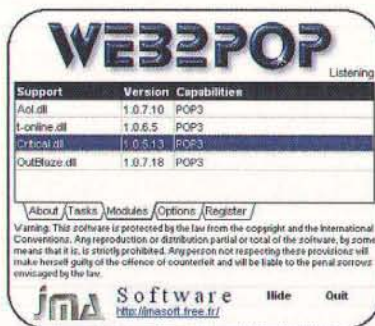 WEB2POP
Listening
Support Version Capabilities
Aol.dll 1.0.7.10 POP3
t-online.dll 1.0.6.5 POP3
Critical.dll 1.0.5.13 POP3
OutBlaze.dll 1.0.7.18 POP3
About Tasks Modules Options Register
Warning. This software is protected by the law from the copyright and the International
Conventions. Any reproduction or distribution partial or total of the software, by some
means that it is, is strictly prohibited. Any person not respecting these provisions will
make herself guilty of the offence of counterfeit and will be liable to the penal sorrows
envisaged by the law.
jmA Software Hide Quit
http://jmasoft.free.fr/